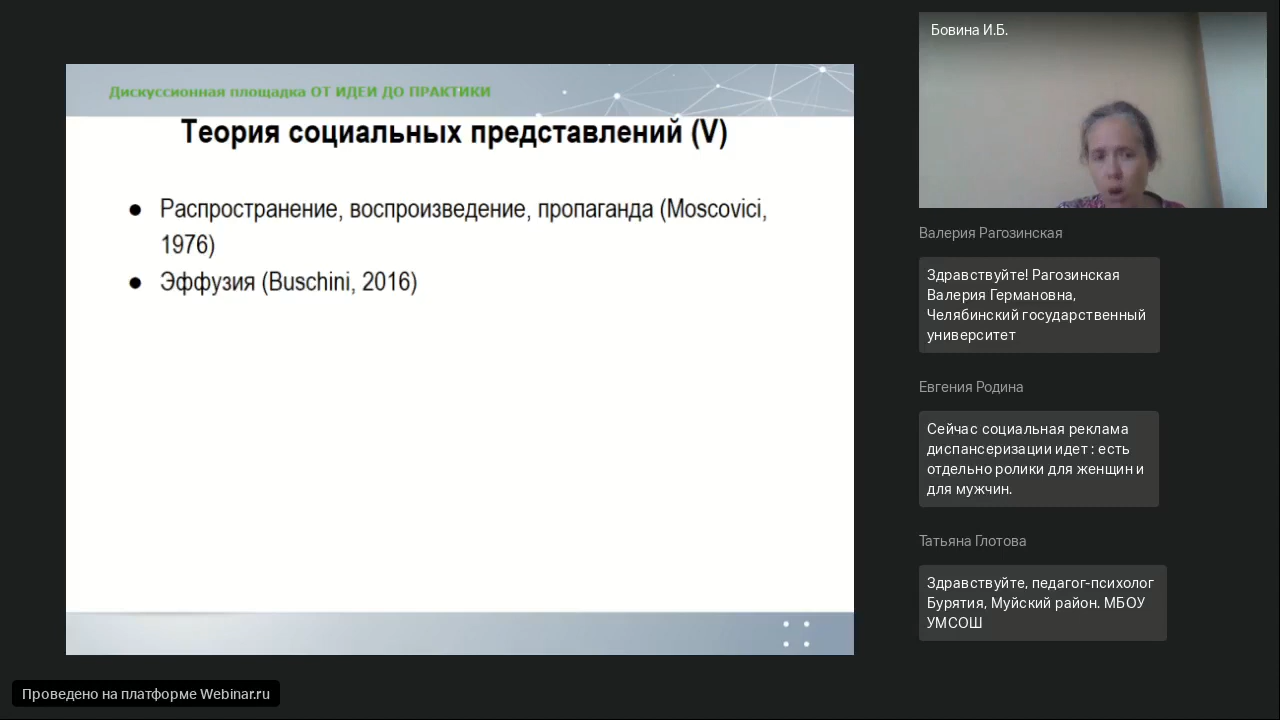 Дискуссионная площадка ОТ ИДЕИ ДО ПРАКТИКИ
Теория социальных представлений (V)
● Распространение, воспроизведение, пропаганда (Moscovici,
1976)
● Эффузия (Buschini, 2016)
Бовина И.Б.
Валерия Рагозинская
Здравствуйте! Рагозинская
Валерия Германовна,
Челябинский государственный
университет
Евгения Родина
Сейчас социальная реклама
диспансеризации идет : есть
отдельно ролики для женщин и
для мужчин.
Татьяна Глотова
Здравствуйте, педагог-психолог
Бурятия, Муйский район. МБОУ
УМСОШ
Проведено на платформе Webinar.ru